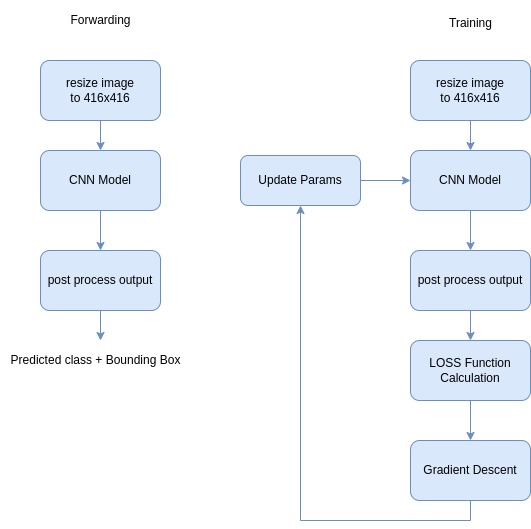 Forwarding
resize image
to 416x416
CNN Model
post process output
Predicted class + Bounding Box
Training
resize image
to 416x416
Update Params
CNN Model
post process output
LOSS Function
Calculation
Gradient Descent